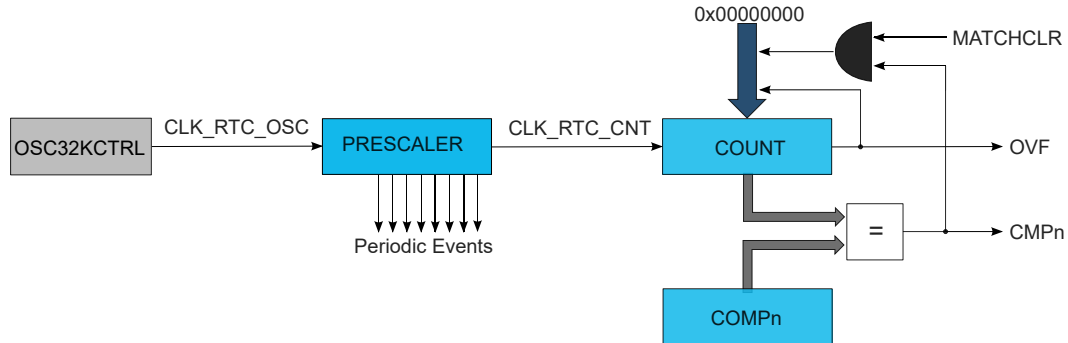 0x00000000
MATCHCLR
OSC32KCTRL
CLK_RTC_OSC
PRESCALER
CLK_RTC_CNT
COUNT
OVF
Periodic Events
=
CMPn
COMPn